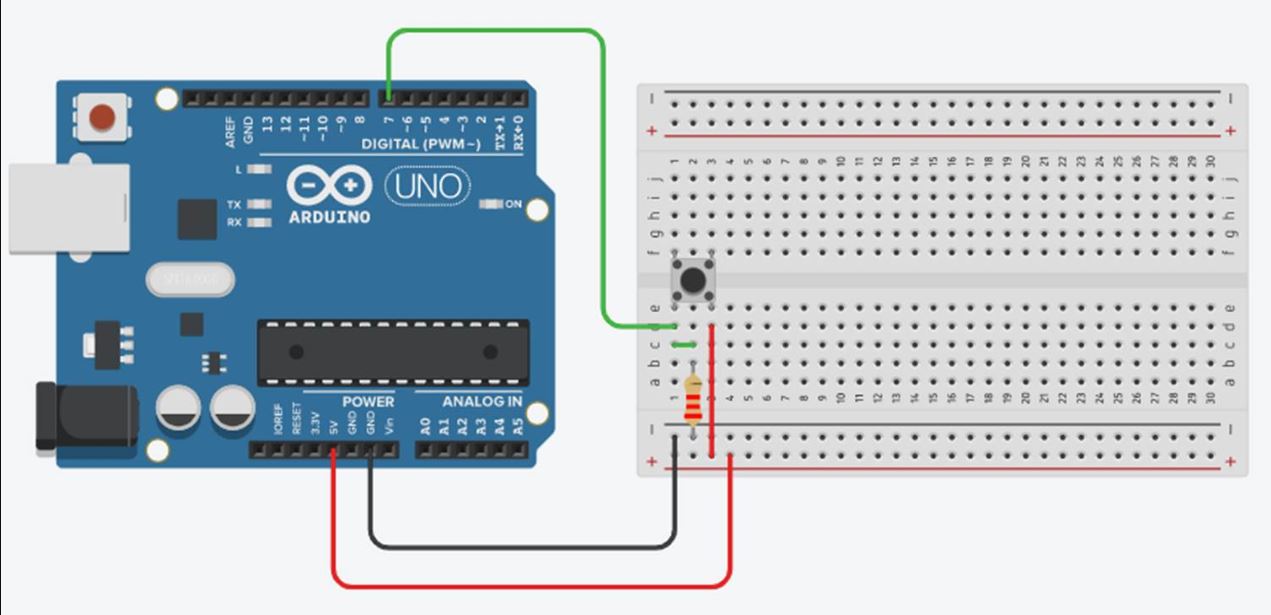 AREF GND 13 12 ~11 ~10 ~9 8 7 ~6 ~5 4 ~3 2 TX→1 RX←0
DIGITAL (PWM~)
L
TX
RX
ARDUINO
UNO
ON
POWER
ANALOG IN
IOREF RESET 3.3V 5V GND GND Vin A0 A1 A2 A3 A4 A5
− −
+ +
1 2 3 4 5 6 7 8 9 10 11 12 13 14 15 16 17 18 19 20 21 22 23 24 25 26 27 28 29 30
j j
i i
h h
g g
f f
e e
d d
c c
b b
a a
1 2 4 5 6 7 8 9 10 11 12 13 14 15 16 17 18 19 20 21 22 23 24 25 26 27 28 29 30
− −
+ +